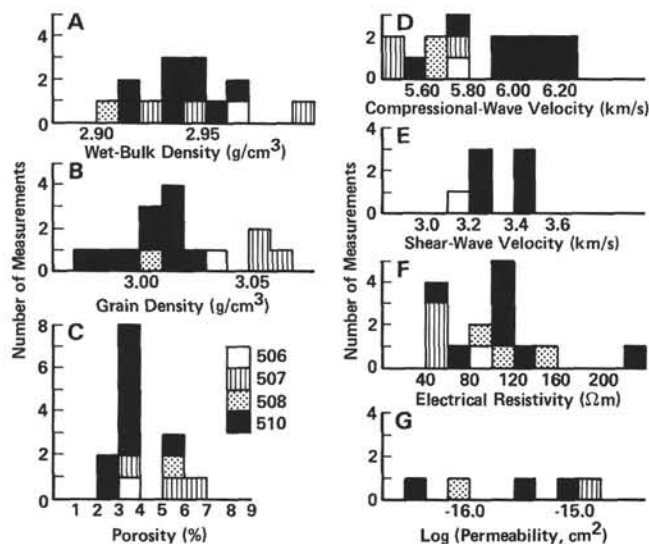 A
4
2
0
2.90
2.95
Wet-Bulk Density (g/cm³)
B
4
2
0
3.00
3.05
Grain Density (g/cm³)
C
8
6
4
2
0
506
507
508
510
1 2 3 4 5 6 7 8 9
Porosity (%)
Number of Measurements
D
4
2
0
5.60 5.80 6.00 6.20
Compressional-Wave Velocity (km/s)
E
4
2
0
3.0 3.2 3.4 3.6
Shear-Wave Velocity (km/s)
F
4
2
0
40 80 120 160 200
Electrical Resistivity (Ωm)
G
4
2
0
-16.0 -15.0
Log (Permeability, cm²)
Number of Measurements